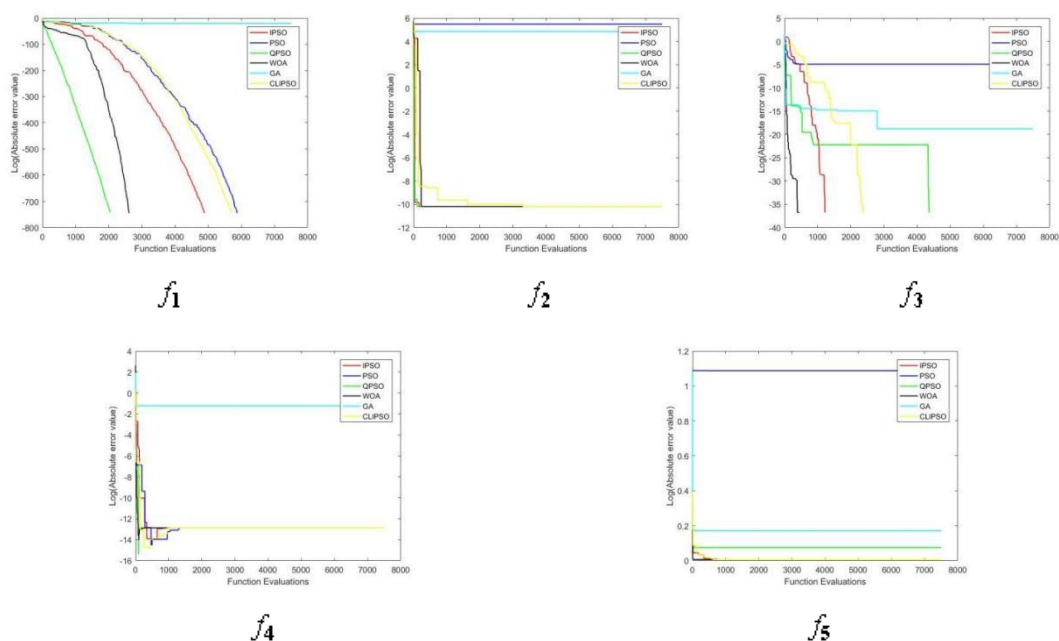 0
-100
-200
-300
-400
-500
-600
-700
-800
0 1000 2000 3000 4000 5000 6000 7000 8000
Log(Absolute error value)
Function Evaluations
IPSO
PSO
QPSO
WOA
GA
CLIPSO
f1
6
4
2
0
-2
-4
-6
-8
-10
-12
0 1000 2000 3000 4000 5000 6000 7000 8000
Log(Absolute error value)
Function Evaluations
IPSO
PSO
QPSO
WOA
GA
CLIPSO
f2
5
0
-5
-10
-15
-20
-25
-30
-35
-40
0 1000 2000 3000 4000 5000 6000 7000 8000
Log(Absolute error value)
Function Evaluations
IPSO
PSO
QPSO
WOA
GA
CLIPSO
f3
4
2
0
-2
-4
-6
-8
-10
-12
-14
-16
0 1000 2000 3000 4000 5000 6000 7000 8000
Log(Absolute error value)
Function Evaluations
IPSO
PSO
QPSO
WOA
GA
CLIPSO
f4
1.2
1
0.8
0.6
0.4
0.2
0
0 1000 2000 3000 4000 5000 6000 7000 8000
Log(Absolute error value)
Function Evaluations
IPSO
PSO
QPSO
WOA
GA
CLIPSO
f5